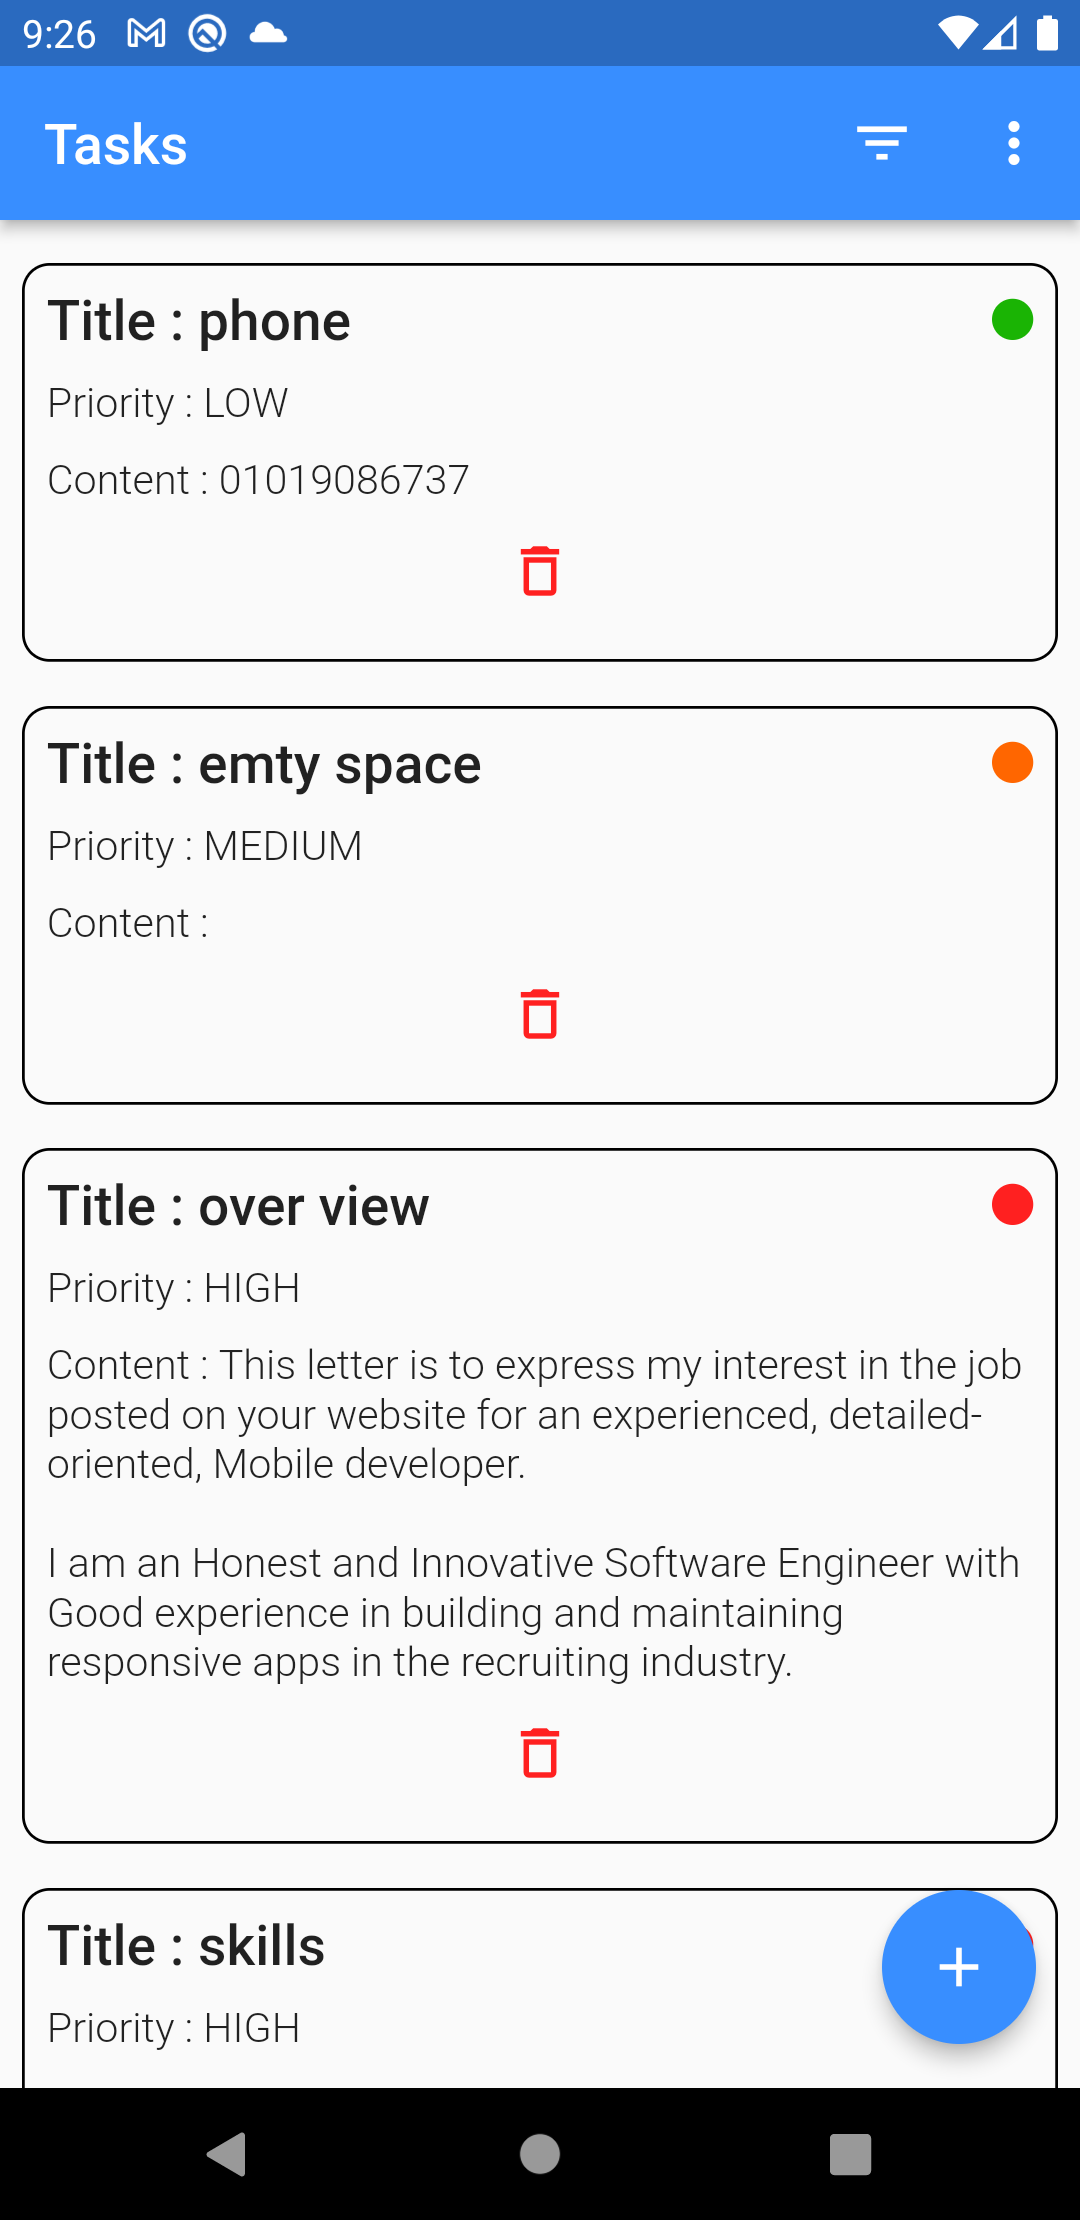 9:26
Tasks
Title : phone
Priority : LOW
Content : 01019086737
Title : emty space
Priority : MEDIUM
Content :
Title : over view
Priority : HIGH
Content : This letter is to express my interest in the job
posted on your website for an experienced, detailed-
oriented, Mobile developer.
I am an Honest and Innovative Software Engineer with
Good experience in building and maintaining
responsive apps in the recruiting industry.
Title : skills
Priority : HIGH